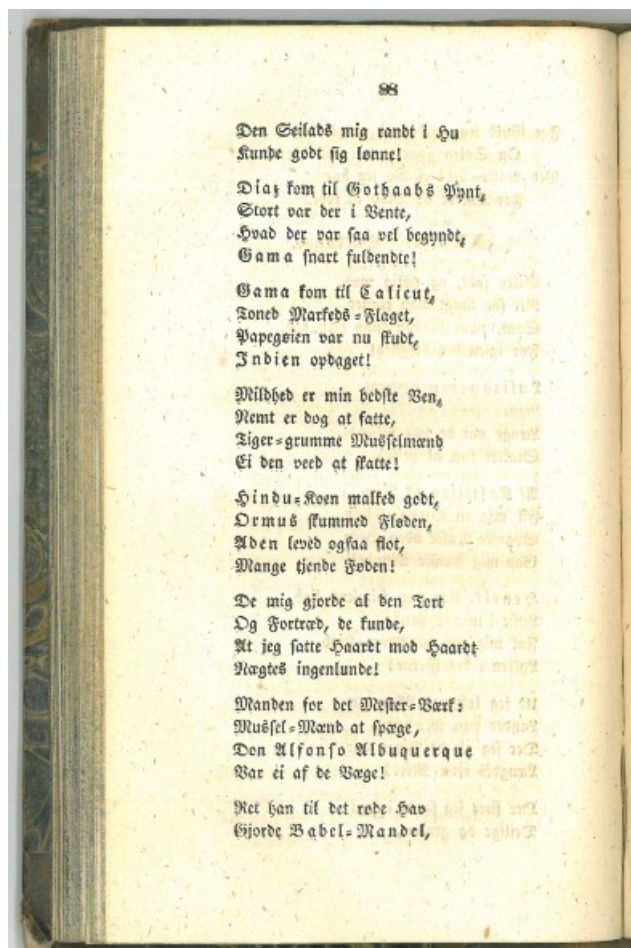 88
Den Seilads mig randt i Hu
Kunde godt sig lønne!
Diaz kom til Gothaabs Pynt,
Stort var der i Vente,
Hvad der var saa vel begyndt,
Gama snart fuldendte!
Gama kom til Calicut,
Toned Markeds-Flaget,
Papegøien var nu skudt,
Indien opdaget!
Mildhed er min bedste Ven,
Nemt er dog at fatte,
Tiger-grumme Musselmænd
Ei den veed at skatte!
Hindu-Koen malked godt,
Ormus skummed Fløden,
Aden leved ogsaa flot,
Mange tjende Føden!
De mig gjorde al den Tort
Og Fortræd, de kunde,
At jeg satte Haardt mod Haardt
Nægtes ingenlunde!
Manden for det Mester-Værk:
Mussel-Mænd at spæge,
Don Alfonso Albuquerque
Var ei af de Væge!
Ret han til det røde Hav
Gjorde Babel-Mandel,